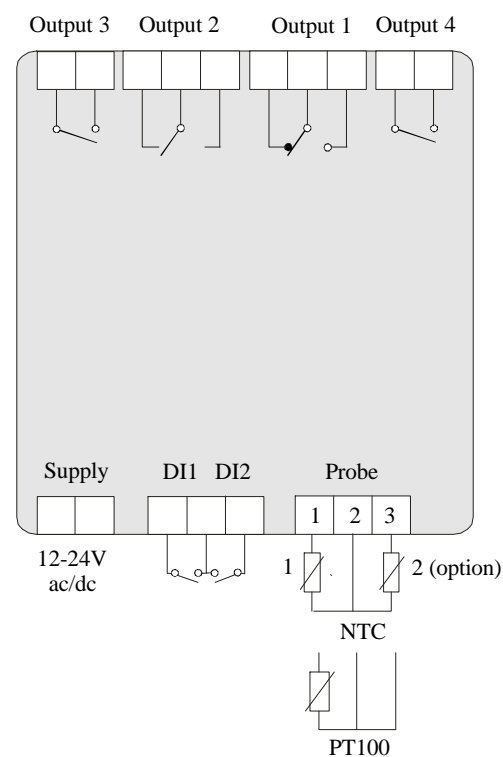 Output 3 Output 2 Output 1 Output 4
Supply DI1 DI2 Probe
1 2 3
12-24V
ac/dc
1 2 (option)
NTC
PT100